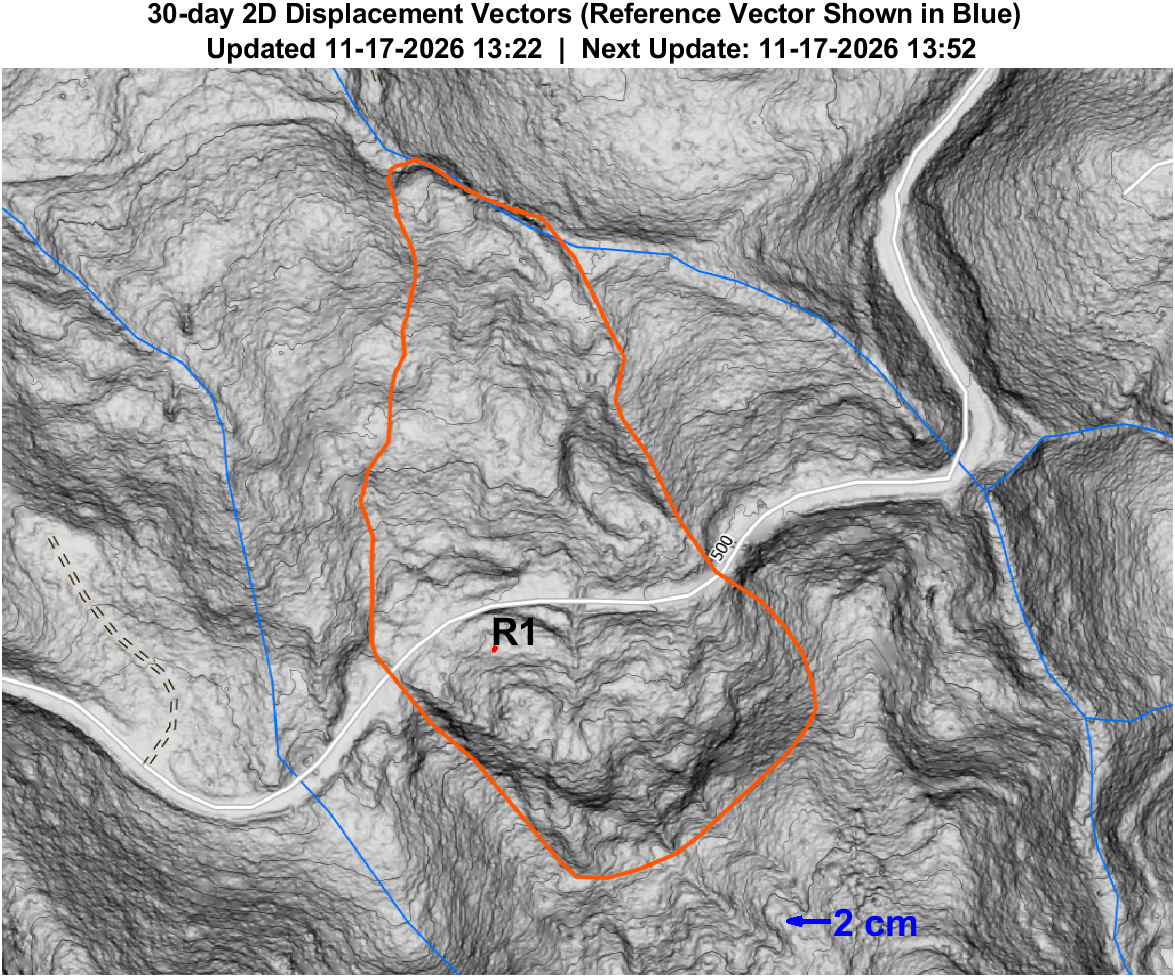 30-day 2D Displacement Vectors (Reference Vector Shown in Blue)
Updated 11-17-2026 13:22 | Next Update: 11-17-2026 13:52
500
R1
2 cm